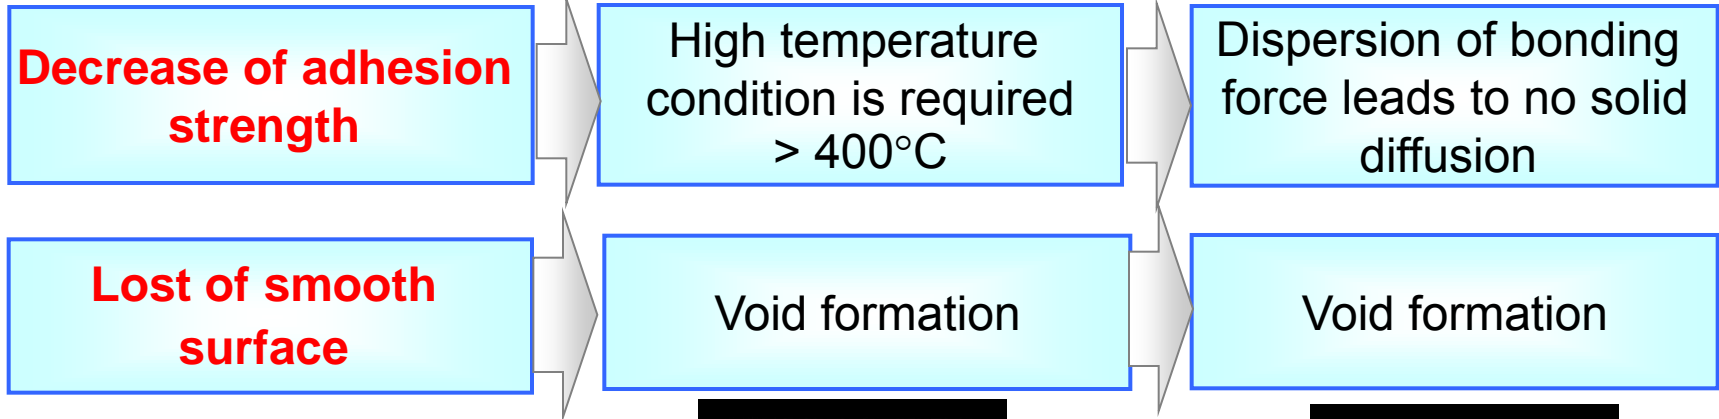 Decrease of adhesion
strength
High temperature
condition is required
> 400°C
Dispersion of bonding
force leads to no solid
diffusion
Lost of smooth
surface
Void formation
Void formation